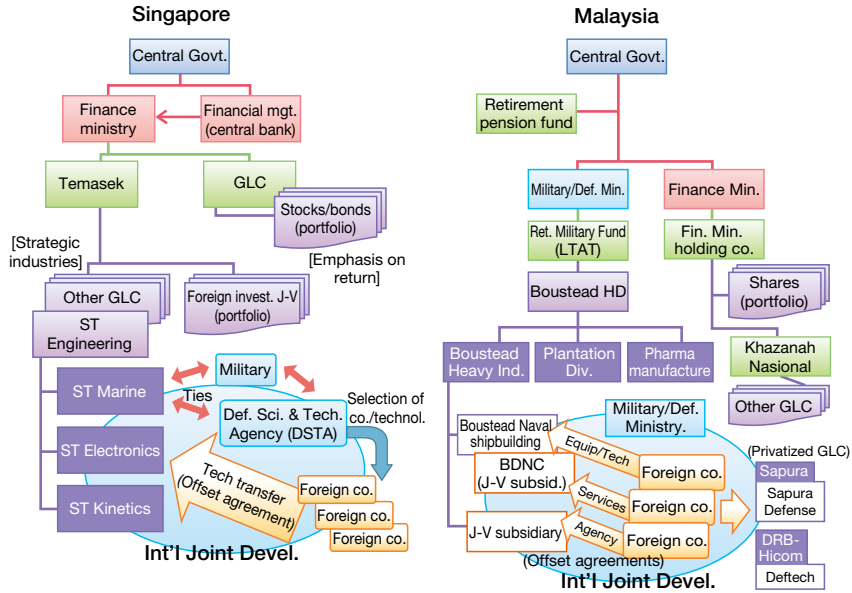 Singapore
Central Govt.
Finance
ministry
Financial mgt.
(central bank)
Temasek
GLC
Stocks/bonds
(portfolio)
[Strategic
industries]
[Emphasis on
return]
Other GLC
Foreign invest. J-V
(portfolio)
ST
Engineering
ST Marine
ST Electronics
ST Kinetics
Military
Ties
Def. Sci. & Tech.
Agency (DSTA)
Selection of
co./technol.
Tech transfer
(Offset agreement)
Foreign co.
Foreign co.
Foreign co.
Int'l Joint Devel.
Malaysia
Central Govt.
Retirement
pension fund
Military/Def. Min.
Finance Min.
Ret. Military Fund
(LTAT)
Fin. Min.
holding co.
Boustead HD
Shares
(portfolio)
Boustead
Heavy Ind.
Plantation
Div.
Pharma
manufacture
Khazanah
Nasional
Other GLC
Military/Def.
Ministry.
Boustead Naval
shipbuilding
BDNC
(J-V subsid.)
J-V subsidiary
Equip/Tech
Services
Agency
Foreign co.
Foreign co.
Foreign co.
(Offset agreements)
Int'l Joint Devel.
(Privatized GLC)
Sapura
Sapura
Defense
DRB-
Hicom
Deftech